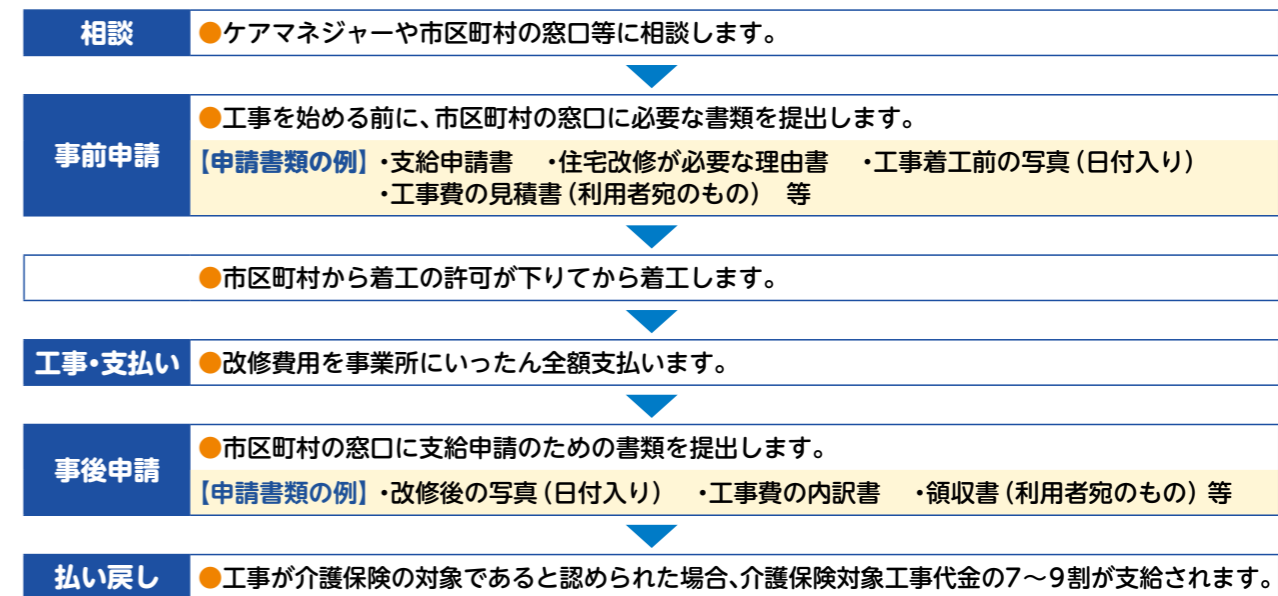 相談
●ケアマネジャーや市区町村の窓口等に相談します。
事前申請
●工事を始める前に、市区町村の窓口に必要な書類を提出します。
【申請書類の例】・支給申請書 ・住宅改修が必要な理由書 ・工事着工前の写真(日付入り)
・工事費の見積書(利用者宛のもの) 等
●市区町村から着工の許可が下りてから着工します。
工事・支払い
●改修費用を事業所にいったん全額支払います。
事後申請
●市区町村の窓口に支給申請のための書類を提出します。
【申請書類の例】・改修後の写真(日付入り) ・工事費の内訳書 ・領収書(利用者宛のもの)等
払い戻し
●工事が介護保険の対象であると認められた場合、介護保険対象工事代金の7〜9割が支給されます。